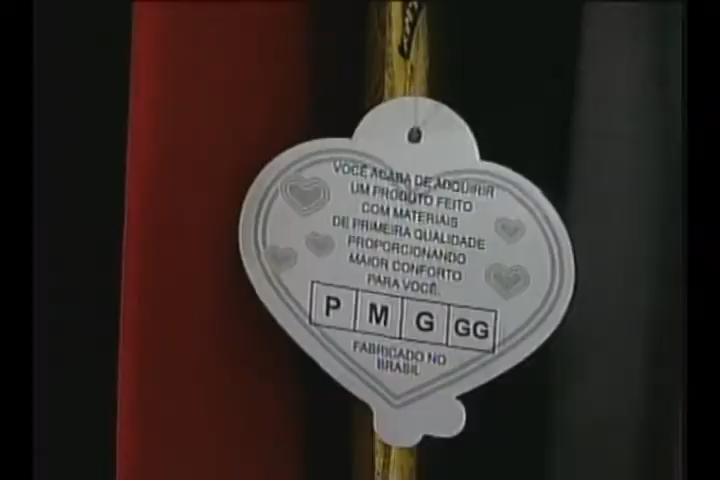 VOCÊ ACABA DE ADQUIRIR
UM PRODUTO FEITO
COM MATERIAIS
DE PRIMEIRA QUALIDADE
PROPORCIONANDO
MAIOR CONFORTO
PARA VOCÊ.
P M G GG
FABRICADO NO
BRASIL